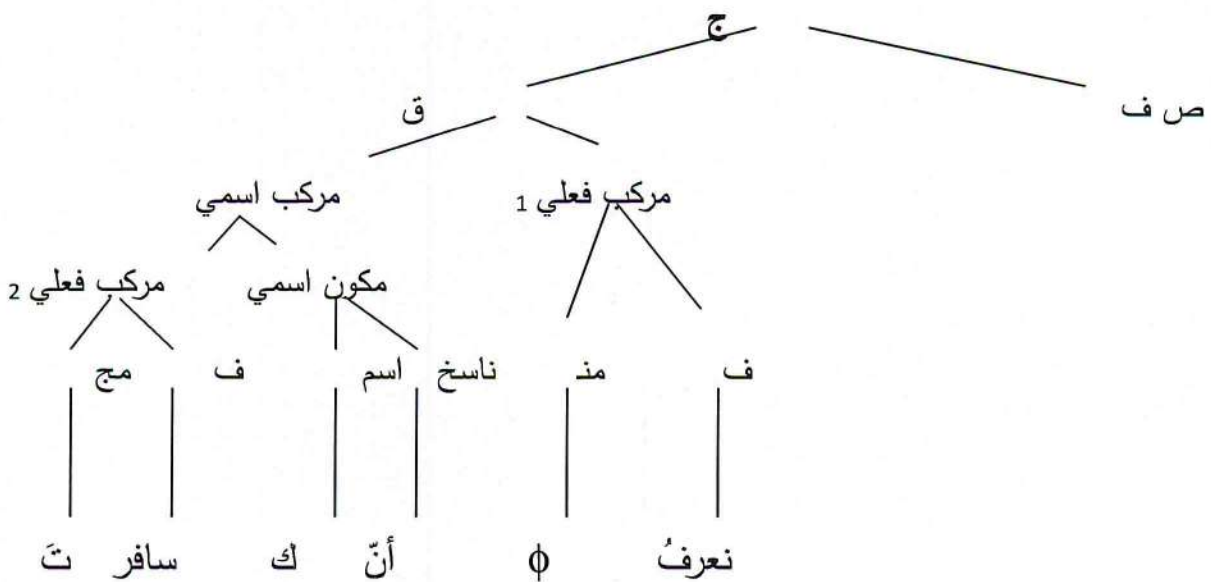 ج
ص ف
ق
مركب فعلي 1
مركب اسمي
مكون اسمي
مركب فعلي 2
ف منـ ناسخ اسم ف مج
نعرفُ ϕ أنّ ك سافر تَ